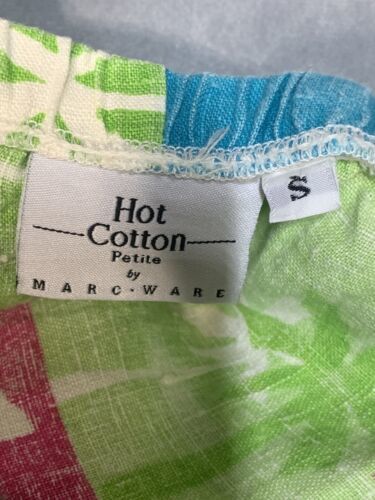 Hot
Cotton
Petite
by
MARC·WARE
S